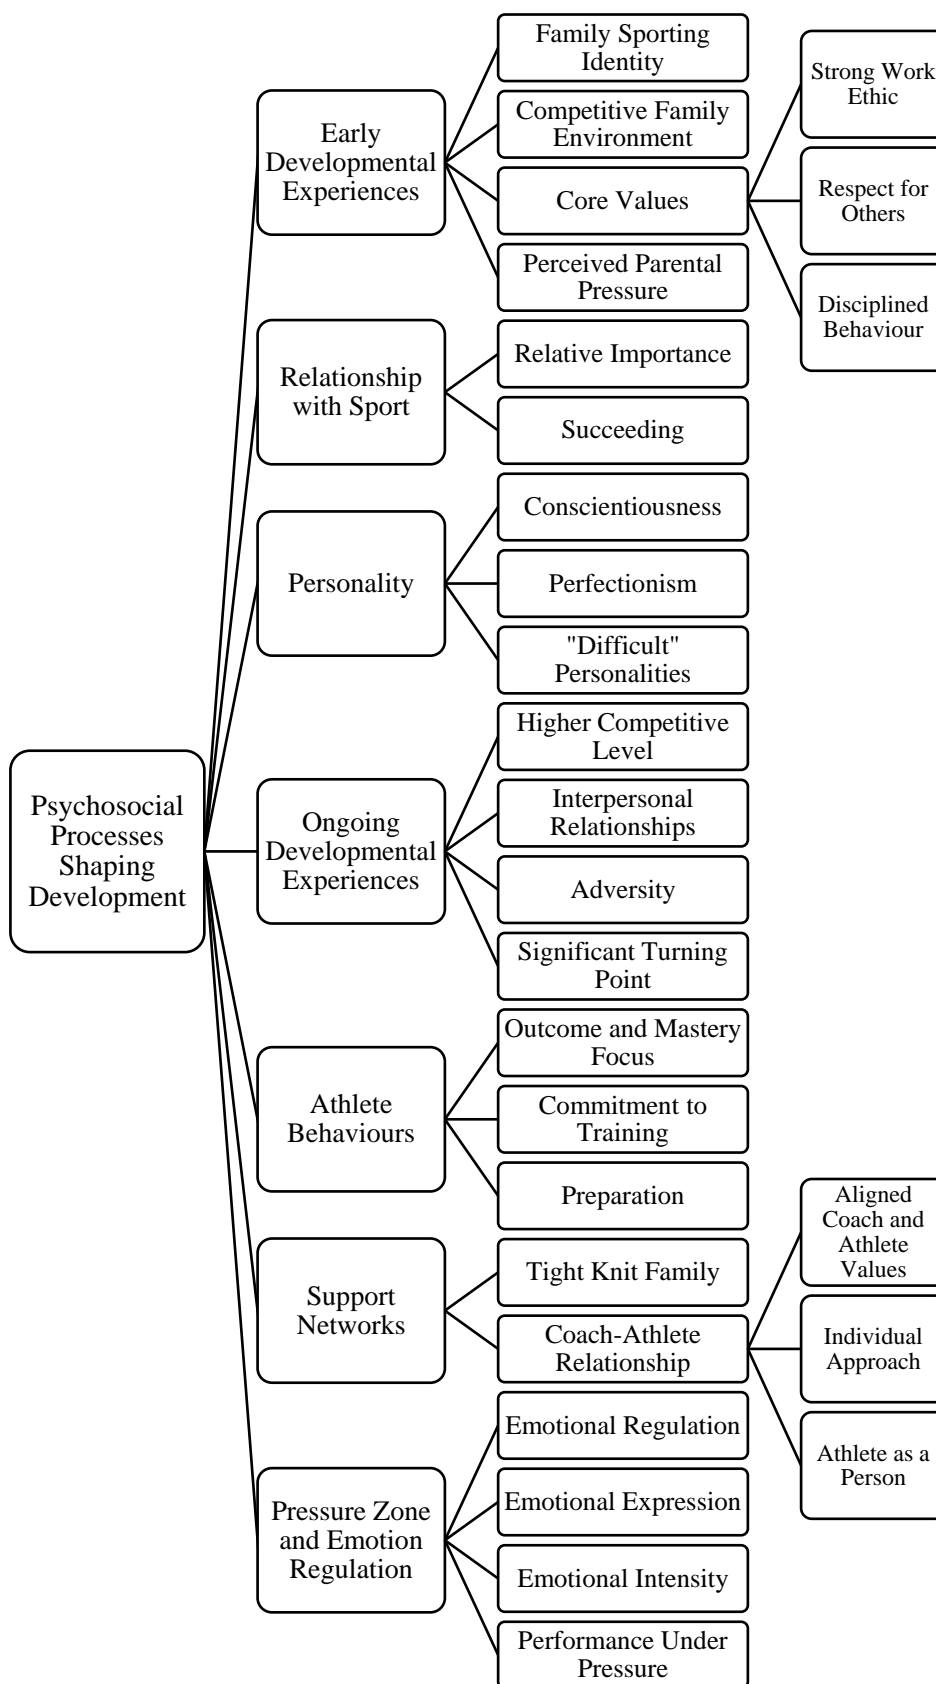 Psychosocial
Processes
Shaping
Development
Early
Developmental
Experiences
Family Sporting
Identity
Competitive Family
Environment
Core Values
Strong Work
Ethic
Respect for
Others
Disciplined
Behaviour
Perceived Parental
Pressure
Relationship
with Sport
Relative Importance
Succeeding
Personality
Conscientiousness
Perfectionism
"Difficult"
Personalities
Ongoing
Developmental
Experiences
Higher Competitive
Level
Interpersonal
Relationships
Adversity
Significant Turning
Point
Athlete
Behaviours
Outcome and Mastery
Focus
Commitment to
Training
Preparation
Support
Networks
Tight Knit Family
Coach-Athlete
Relationship
Aligned
Coach and
Athlete
Values
Individual
Approach
Athlete as a
Person
Pressure Zone
and Emotion
Regulation
Emotional Regulation
Emotional Expression
Emotional Intensity
Performance Under
Pressure